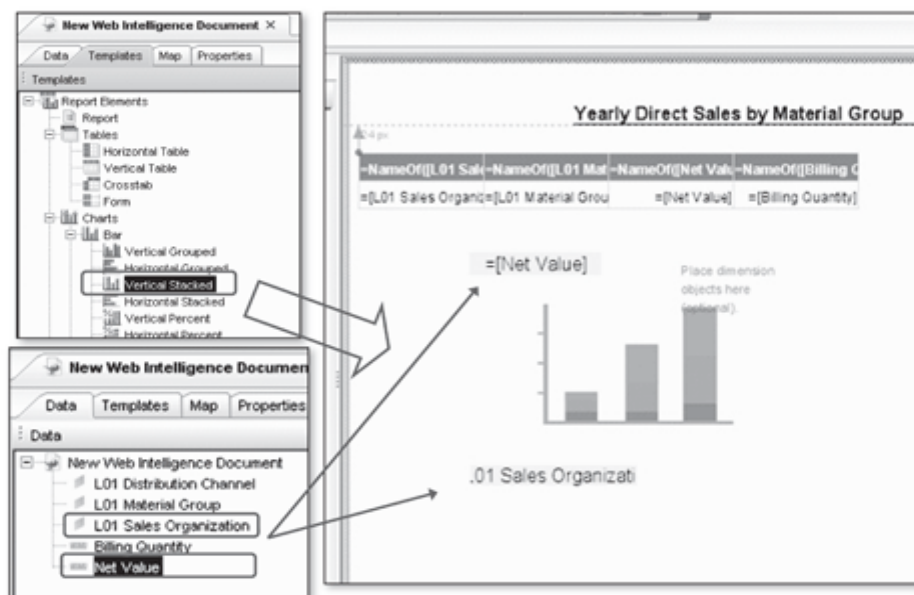 New Web Intelligence Document ×
Data Templates Map Properties
Templates
Report Elements
Report
Tables
Horizontal Table
Vertical Table
Crosstab
Form
Charts
Bar
Vertical Grouped
Horizontal Grouped
Vertical Stacked
Horizontal Stacked
Vertical Percent
Horizontal Percent
New Web Intelligence Documen
Data Templates Map Properties
Data
New Web Intelligence Document
L01 Distribution Channel
L01 Material Group
L01 Sales Organization
Billing Quantity
Net Value
Yearly Direct Sales by Material Group
=NameOf([L01 Sale =NameOf([L01 Mat =NameOf([Net Valu =NameOf([Billing Q
=[L01 Sales Organiz =[L01 Material Grou =[Net Value] =[Billing Quantity]
=[Net Value]
Place dimension
objects here
(optional).
.01 Sales Organizati